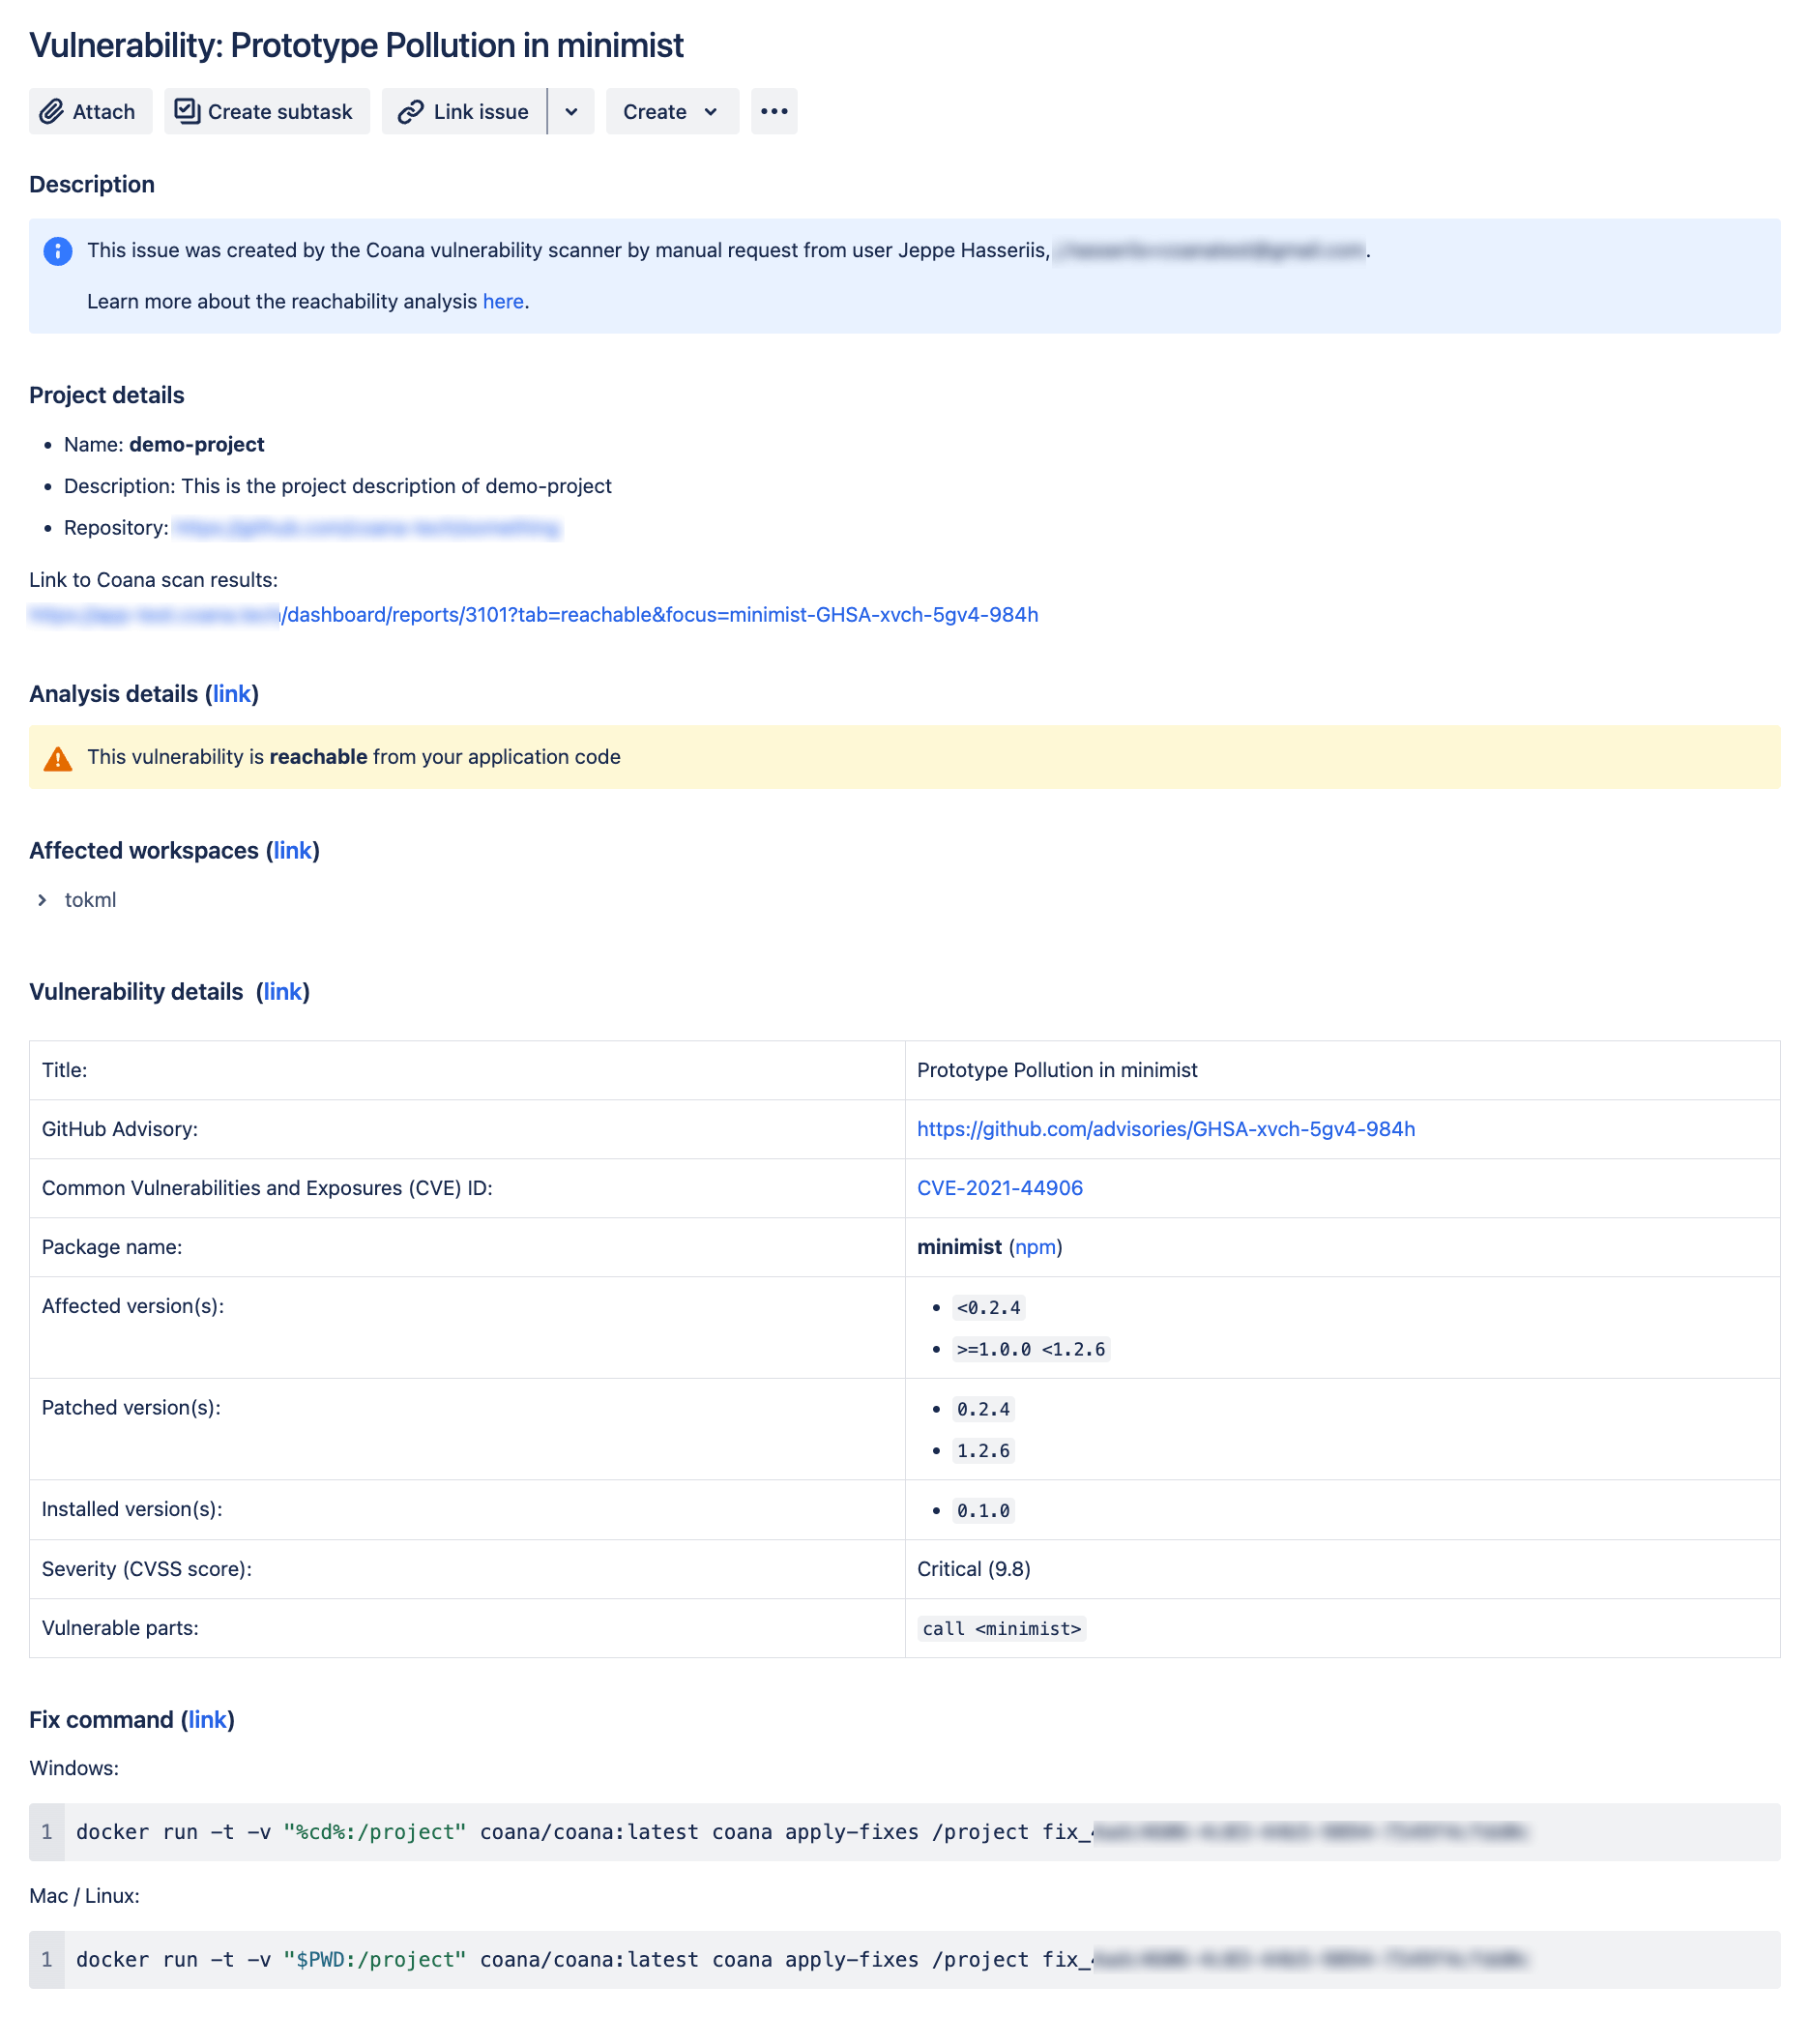 Vulnerability: Prototype Pollution in minimist
Attach Create subtask Link issue Create
Description
This issue was created by the Coana vulnerability scanner by manual request from user Jeppe Hasseriis, .
Learn more about the reachability analysis here.
Project details
• Name: demo-project
• Description: This is the project description of demo-project
• Repository:
Link to Coana scan results:
/dashboard/reports/3101?tab=reachable&focus=minimist-GHSA-xvch-5gv4-984h
Analysis details (link)
This vulnerability is reachable from your application code
Affected workspaces (link)
tokml
Vulnerability details (link)
Title: Prototype Pollution in minimist
GitHub Advisory: https://github.com/advisories/GHSA-xvch-5gv4-984h
Common Vulnerabilities and Exposures (CVE) ID: CVE-2021-44906
Package name: minimist (npm)
Affected version(s): • <0.2.4
• >=1.0.0 <1.2.6
Patched version(s): • 0.2.4
• 1.2.6
Installed version(s): • 0.1.0
Severity (CVSS score): Critical (9.8)
Vulnerable parts: call <minimist>
Fix command (link)
Windows:
1 docker run -t -v "%cd%:/project" coana/coana:latest coana apply-fixes /project fix_
Mac / Linux:
1 docker run -t -v "$PWD:/project" coana/coana:latest coana apply-fixes /project fix_